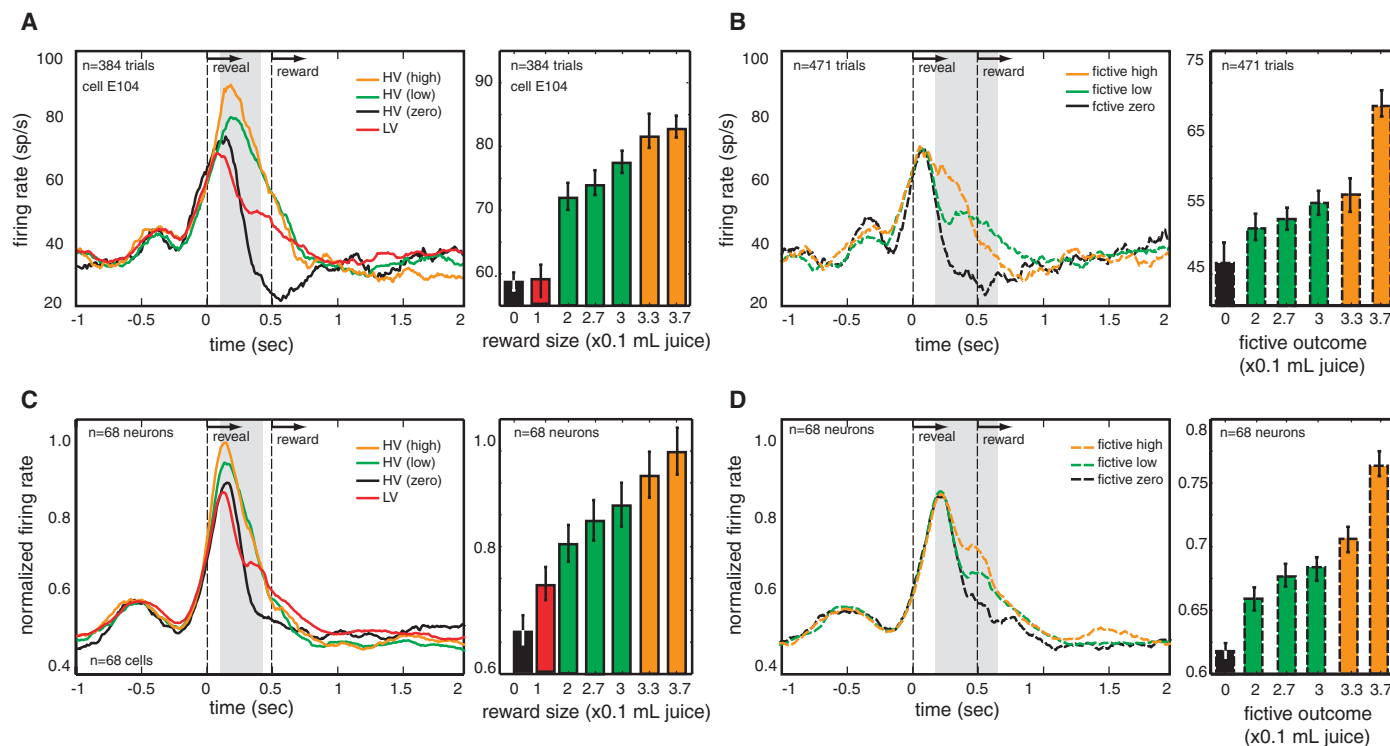 A
n=384 trials
cell E104
reveal
reward
HV (high)
HV (low)
HV (zero)
LV
firing rate (sp/s)
100
80
60
40
20
-1
-0.5
0
0.5
1
1.5
2
time (sec)
n=384 trials
cell E104
90
80
70
60
0
1
2
2.7
3
3.3
3.7
reward size (x0.1 mL juice)
B
n=471 trials
reveal
reward
fictive high
fictive low
fctive zero
firing rate (sp/s)
100
80
60
40
20
-1
-0.5
0
0.5
1
1.5
2
time (sec)
n=471 trials
75
65
55
45
0
2
2.7
3
3.3
3.7
fictive outcome
(x0.1 mL juice)
C
n=68 neurons
reveal
reward
HV (high)
HV (low)
HV (zero)
LV
normalized firing rate
1.0
0.8
0.6
0.4
n=68 cells
-1
-0.5
0
0.5
1
1.5
2
time (sec)
n=68 neurons
1.0
0.8
0.6
0
1
2
2.7
3
3.3
3.7
reward size (x0.1 mL juice)
D
n=68 neurons
reveal
reward
fictive high
fictive low
fictive zero
normalized firing rate
1.0
0.8
0.6
0.4
-1
-0.5
0
0.5
1
1.5
2
time (sec)
n=68 neurons
0.8
0.75
0.7
0.65
0.6
0
2
2.7
3
3.3
3.7
fictive outcome
(x0.1 mL juice)